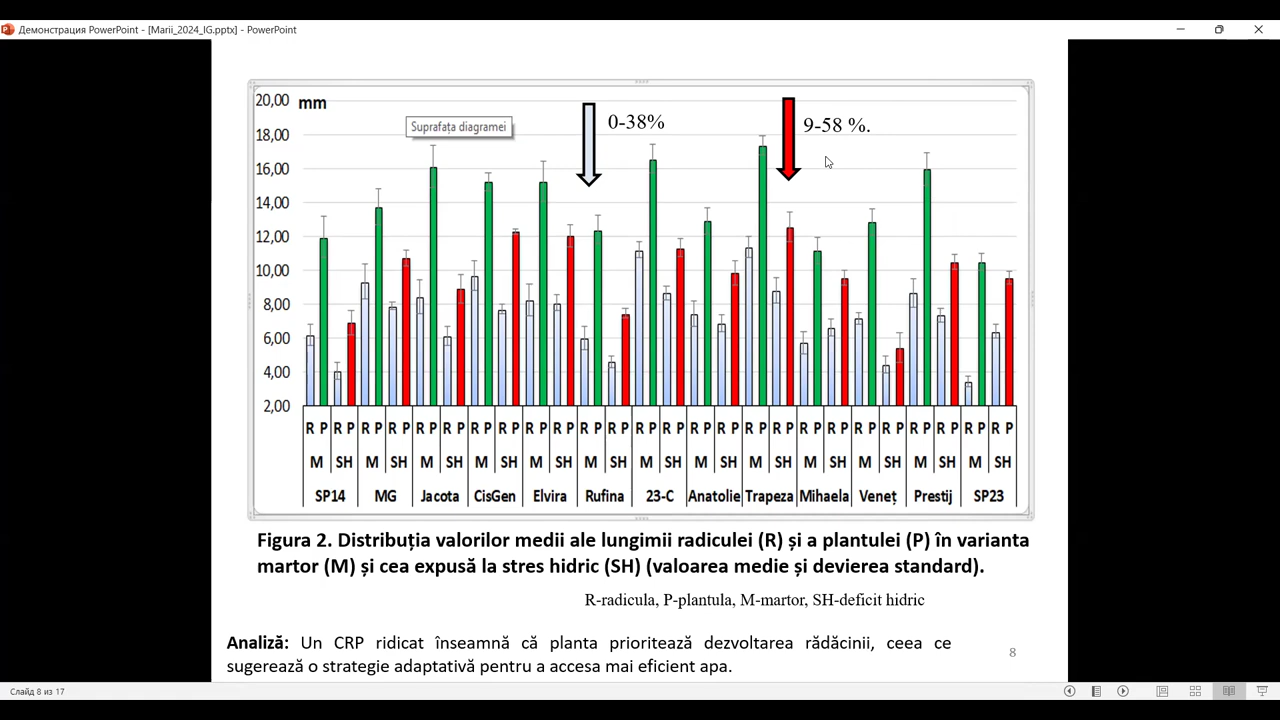 Демонстрация PowerPoint - [Marii_2024_IG.pptx] - PowerPoint
20,00 mm
18,00
16,00
14,00
12,00
10,00
8,00
6,00
4,00
2,00
Suprafața diagramei
0-38%
9-58 %.
R P R P R P R P R P R P R P R P R P R P R P R P R P R P R P R P R P R P R P R P R P R P R P R P R P R P
M SH M SH M SH M SH M SH M SH M SH M SH M SH M SH M SH M SH M SH
SP14 MG Jacota CisGen Elvira Rufina 23-C Anatolie Trapeza Mihaela Veneț Prestij SP23
Figura 2. Distribuția valorilor medii ale lungimii radiculei (R) și a plantulei (P) în varianta
martor (M) și cea expusă la stres hidric (SH) (valoarea medie și devierea standard).
R-radicula, P-plantula, M-martor, SH-deficit hidric
Analiză: Un CRP ridicat înseamnă că planta prioritează dezvoltarea rădăcinii, ceea ce
sugerează o strategie adaptativă pentru a accesa mai eficient apa.
8
Слайд 8 из 17